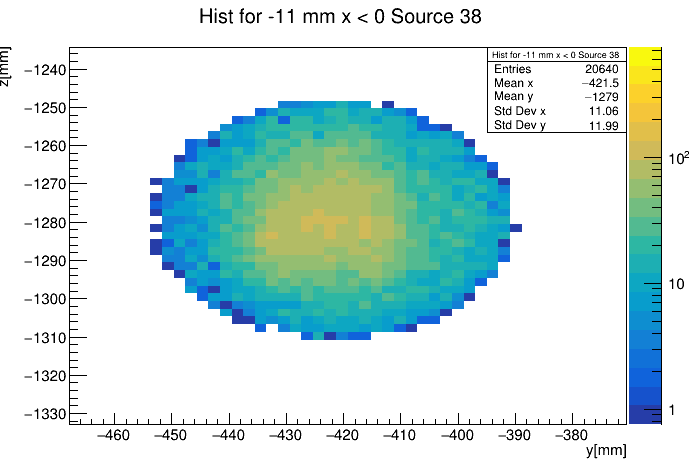 Hist for -11 mm x < 0 Source 38
z[mm]
Hist for -11 mm x < 0 Source 38
Entries 20640
Mean x −421.5
Mean y −1279
Std Dev x 11.06
Std Dev y 11.99
−1240
−1250
−1260
−1270
−1280
−1290
−1300
−1310
−1320
−1330
−460 −450 −440 −430 −420 −410 −400 −390 −380
y[mm]
10²
10
1